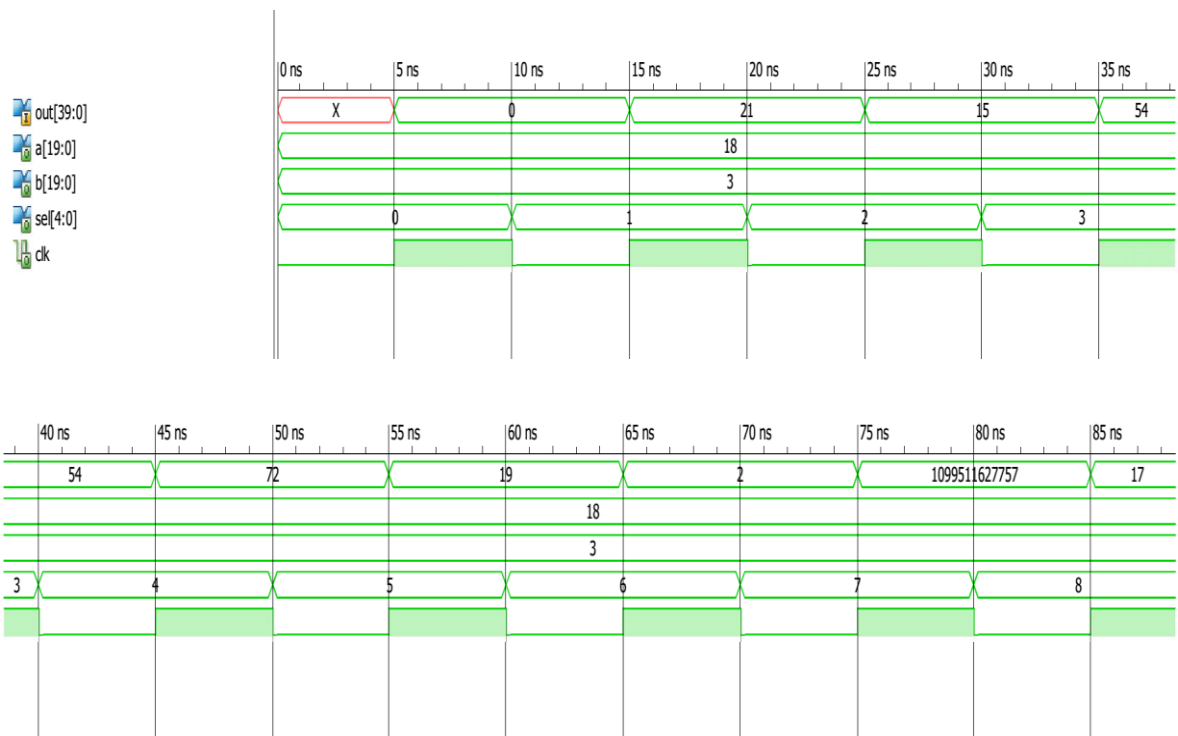 0 ns 5 ns 10 ns 15 ns 20 ns 25 ns 30 ns 35 ns
out[39:0] X 0 21 15 54
a[19:0] 18
b[19:0] 3
sel[4:0] 0 1 2 3
clk
40 ns 45 ns 50 ns 55 ns 60 ns 65 ns 70 ns 75 ns 80 ns 85 ns
54 72 19 2 1099511627757 17
18
3
3 4 5 6 7 8